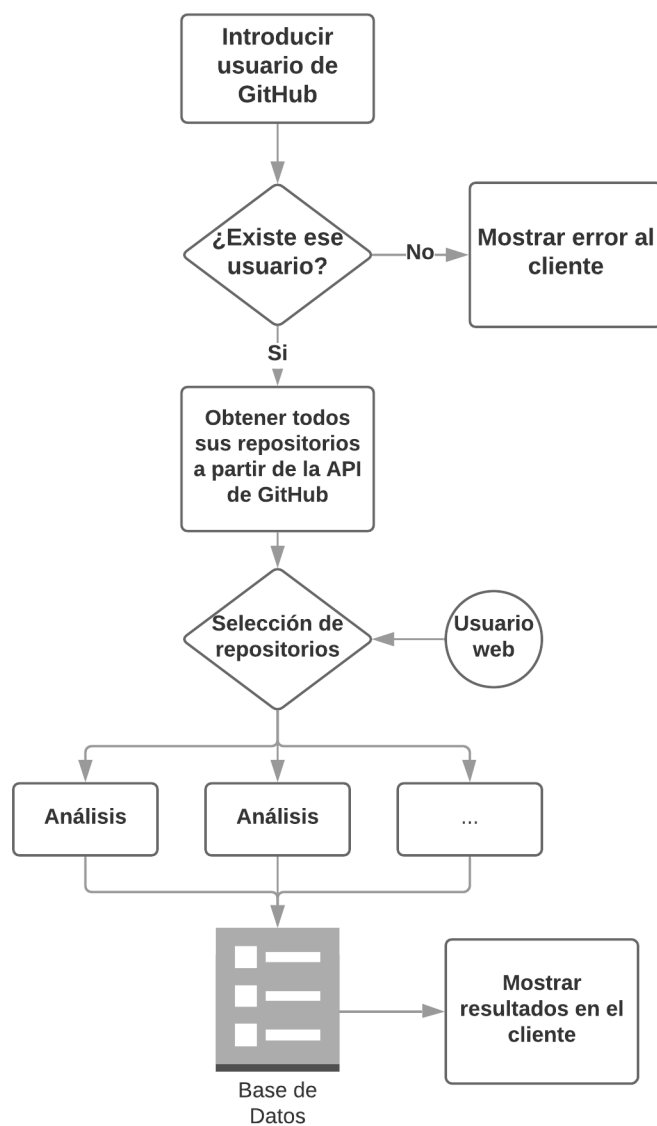 Introducir
usuario de
GitHub
¿Existe ese
usuario?
No
Mostrar error al
cliente
Si
Obtener todos
sus repositorios
a partir de la API
de GitHub
Selección de
repositorios
Usuario
web
Análisis
Análisis
...
Mostrar
resultados en el
cliente
Base de
Datos